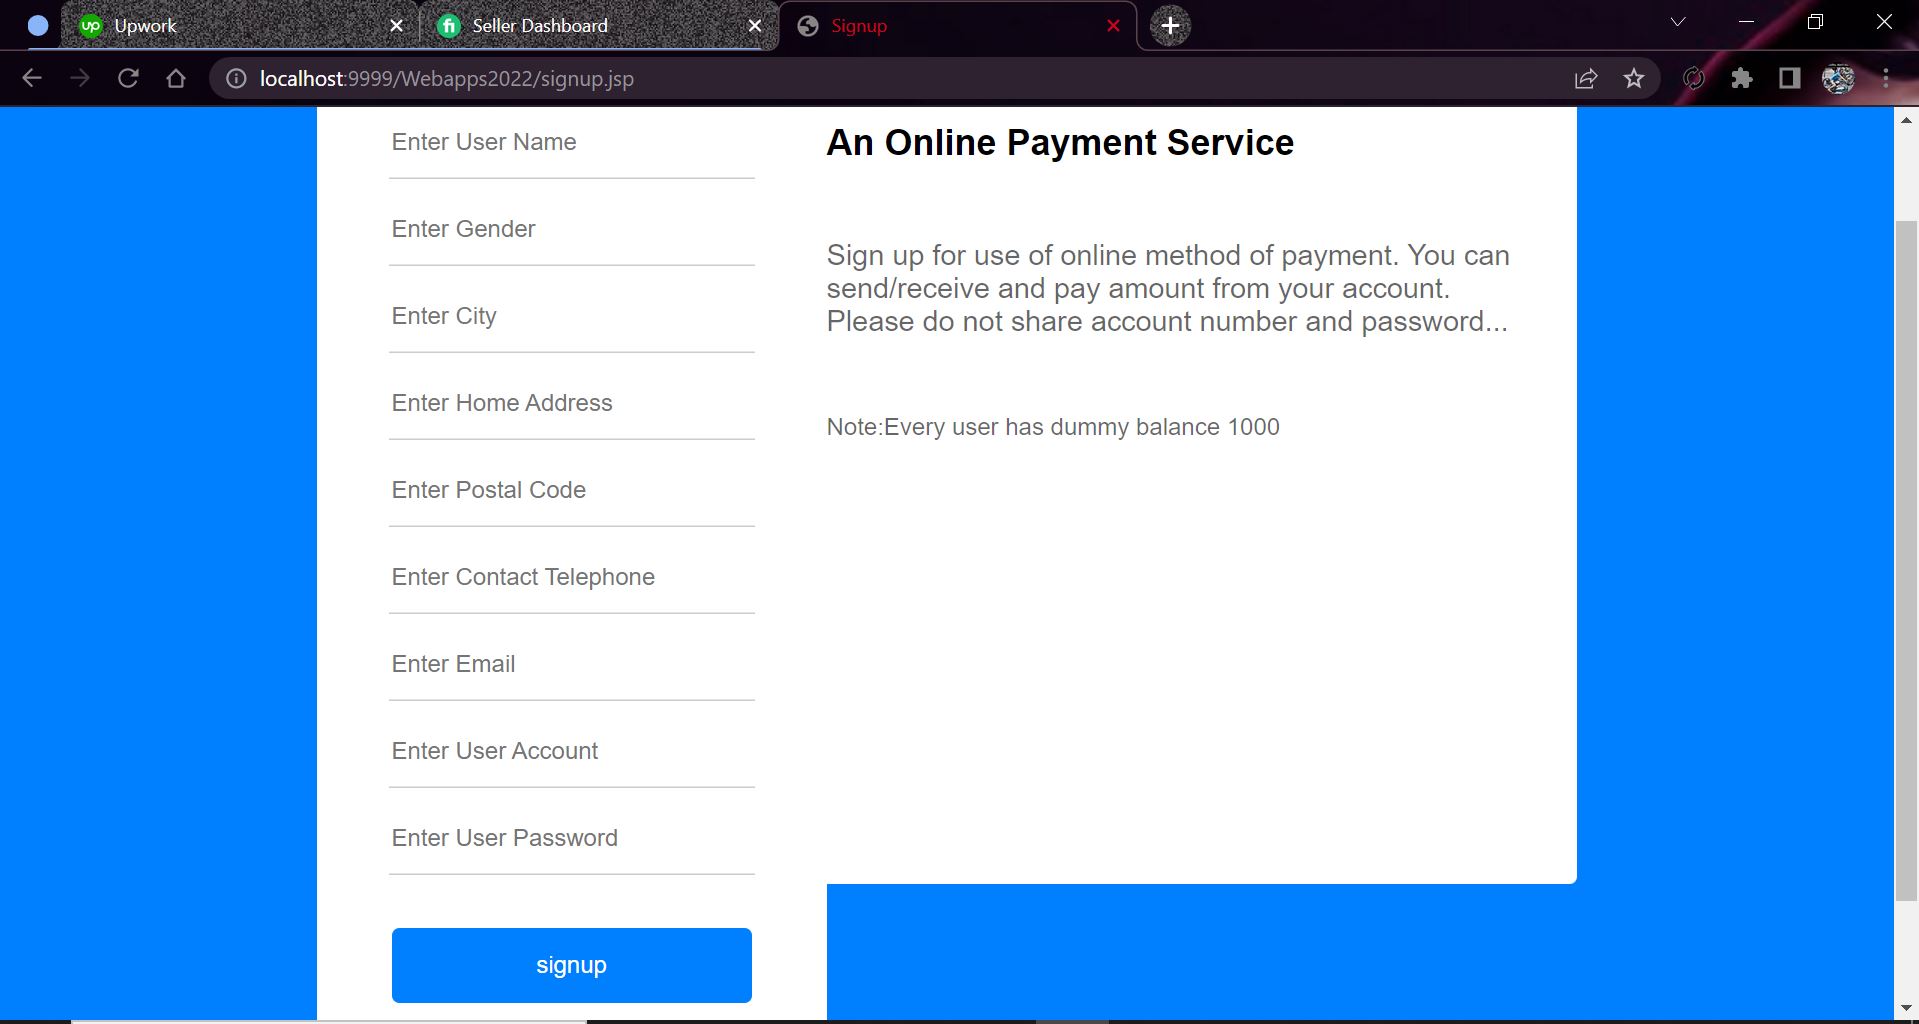 Upwork
Seller Dashboard
Signup
localhost:9999/Webapps2022/signup.jsp
Enter User Name
Enter Gender
Enter City
Enter Home Address
Enter Postal Code
Enter Contact Telephone
Enter Email
Enter User Account
Enter User Password
signup
An Online Payment Service
Sign up for use of online method of payment. You can
send/receive and pay amount from your account.
Please do not share account number and password...
Note:Every user has dummy balance 1000